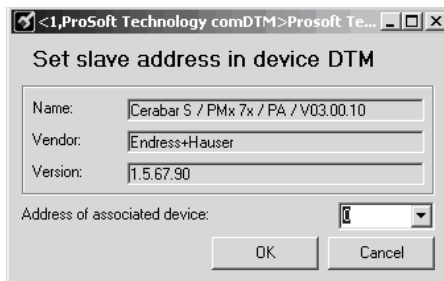 <1,ProSoft Technology comDTM>Prosoft Te...
Set slave address in device DTM
Name: Cerabar S / PMx 7x / PA / V03.00.10
Vendor: Endress+Hauser
Version: 1.5.67.90
Address of associated device:
OK Cancel